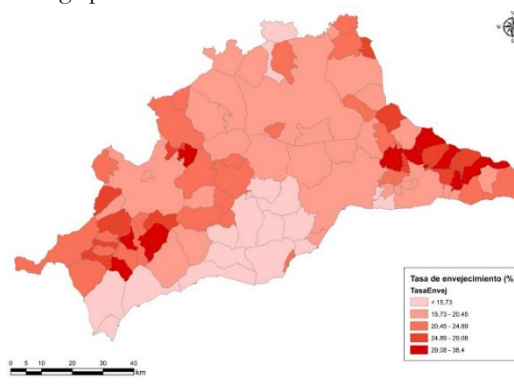 N
W
S
Tasa de envejecimiento (%)
TasaEnvej
< 15,73
15,73 - 20,45
20,45 - 24,89
24,89 - 29,08
29,08 - 38,4
0 5 10 20 30 40
km